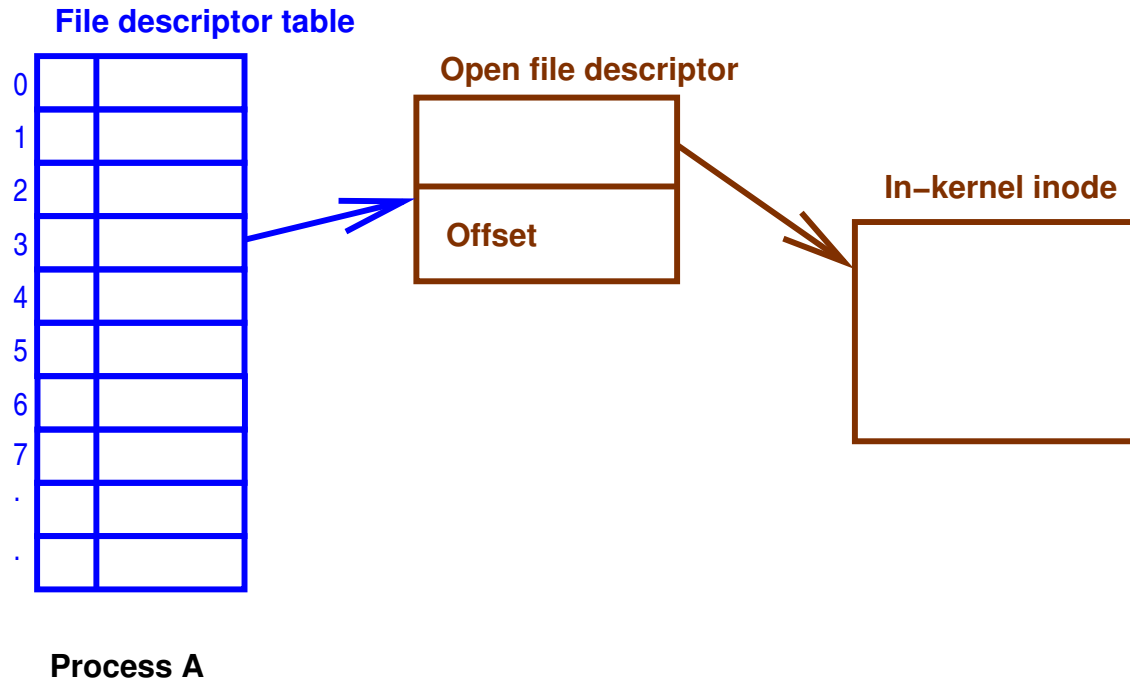 File descriptor table
Open file descriptor
In−kernel inode
0
1
2
3
4
5
6
7
.
.
Offset
Process A